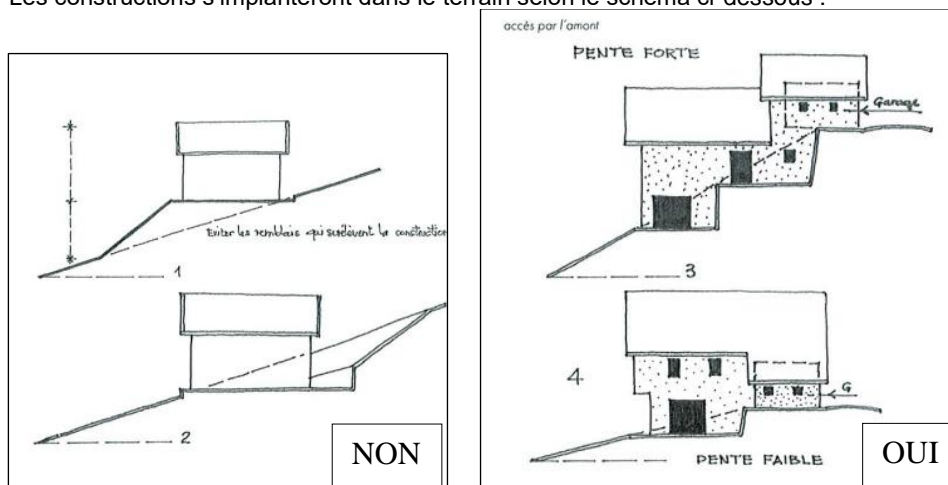 Les constructions s'implanteront dans le terrain selon le schéma ci-dessous :
Eviter les remblais qui surélèvent la construction
1
2
NON
accès par l'amont
PENTE FORTE
Garage
3
4
G
PENTE FAIBLE
OUI